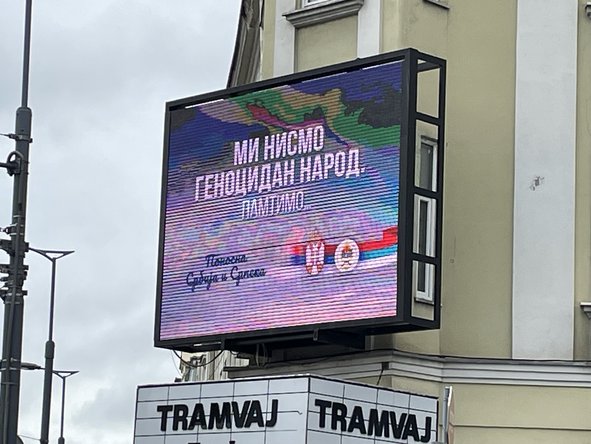 МИ НИСМО
ГЕНОЦИДАН НАРОД.
ПАМТИМО.
Поносна
Србија и Српска
TRAMVAJ
TRAMVAJ